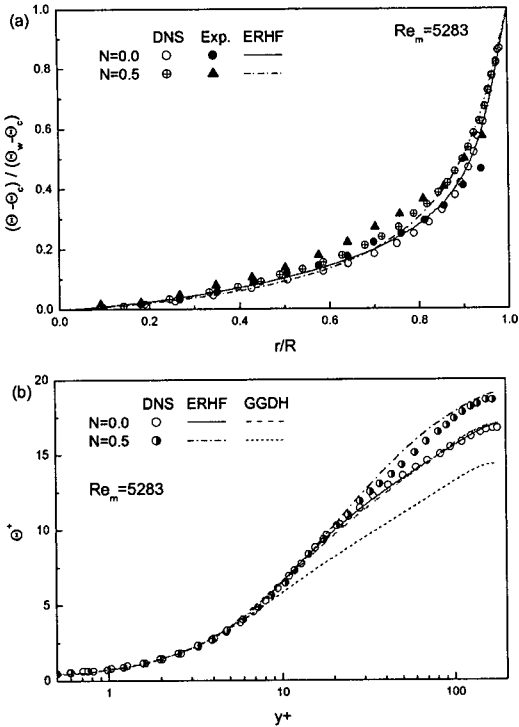 (a)
Re_m=5283
DNS Exp. ERHF
N=0.0
N=0.5
(Θ-Θ_c) / (Θ_w-Θ_c)
1.0
0.8
0.6
0.4
0.2
0.0
0.0 0.2 0.4 0.6 0.8 1.0
r/R
(b)
DNS ERHF GGDH
N=0.0
N=0.5
Re_m=5283
Θ^+
20
15
10
5
0
1 10 100
y+